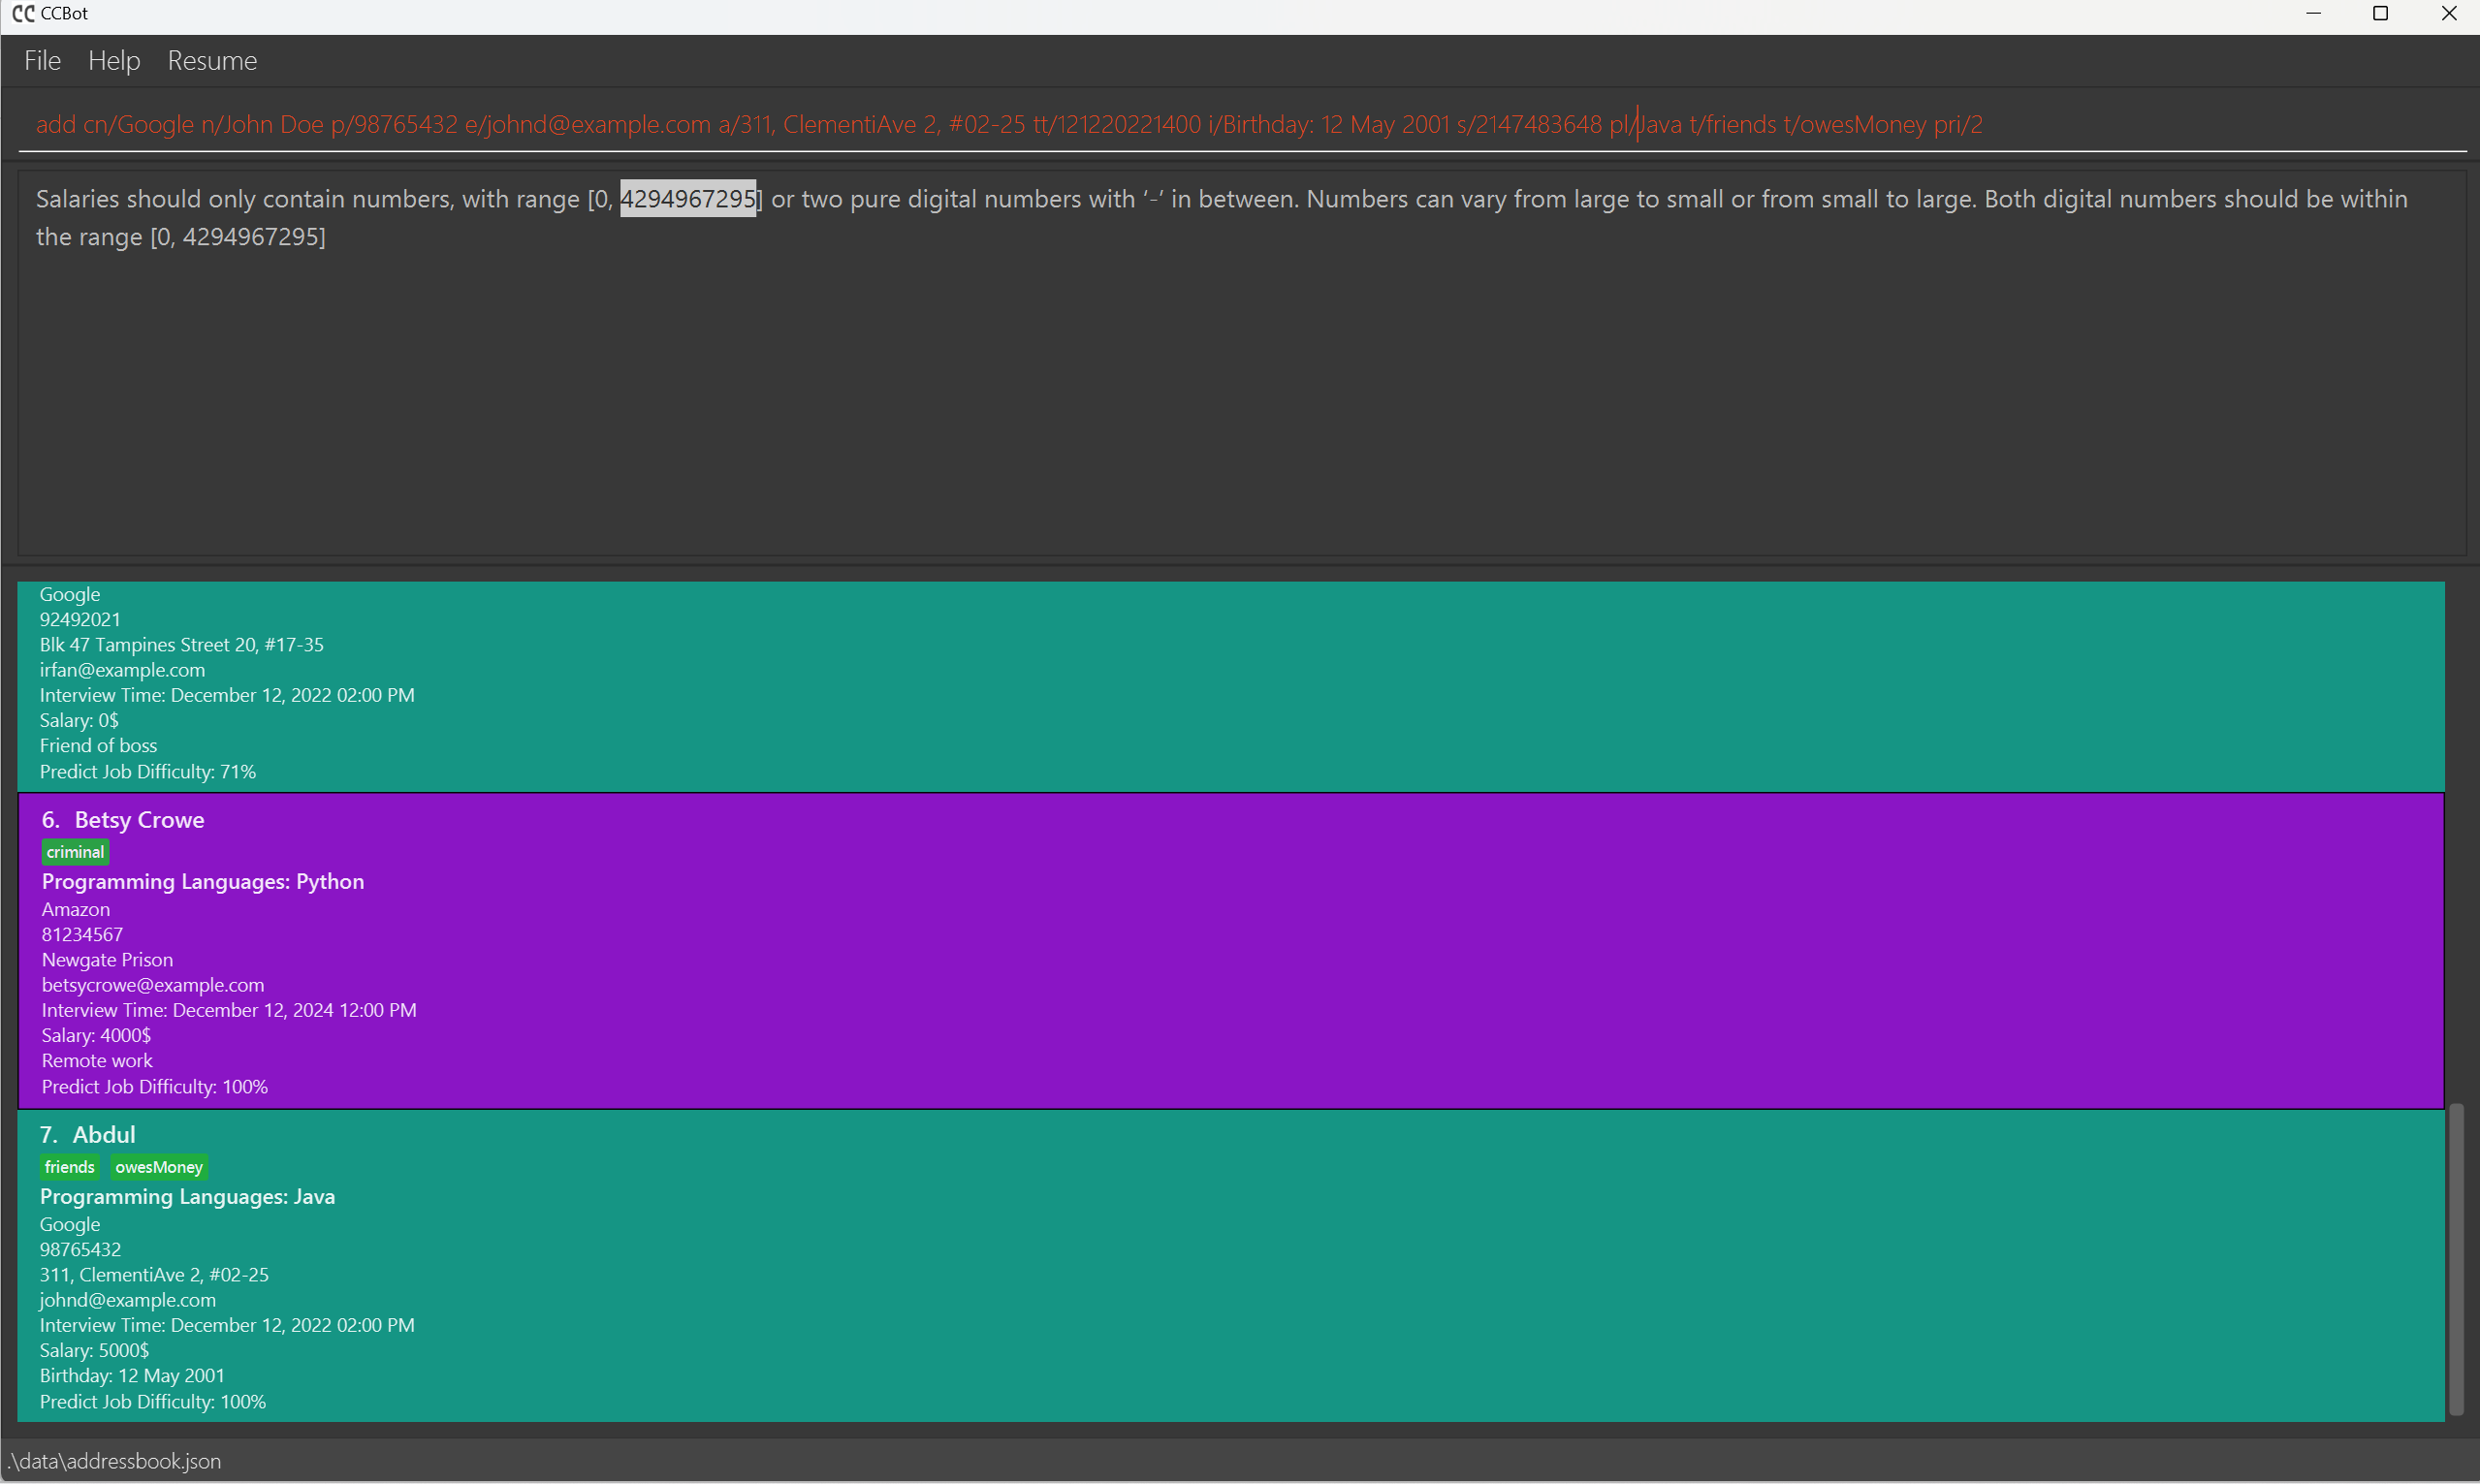 CC CCBot
File Help Resume
add cn/Google n/John Doe p/98765432 e/johnd@example.com a/311, ClementiAve 2, #02-25 tt/121220221400 i/Birthday: 12 May 2001 s/2147483648 pl/Java t/friends t/owesMoney pri/2
Salaries should only contain numbers, with range [0, 4294967295] or two pure digital numbers with ‘-’ in between. Numbers can vary from large to small or from small to large. Both digital numbers should be within
the range [0, 4294967295]
Google
92492021
Blk 47 Tampines Street 20, #17-35
irfan@example.com
Interview Time: December 12, 2022 02:00 PM
Salary: 0$
Friend of boss
Predict Job Difficulty: 71%
6. Betsy Crowe
criminal
Programming Languages: Python
Amazon
81234567
Newgate Prison
betsycrowe@example.com
Interview Time: December 12, 2024 12:00 PM
Salary: 4000$
Remote work
Predict Job Difficulty: 100%
7. Abdul
friends owesMoney
Programming Languages: Java
Google
98765432
311, ClementiAve 2, #02-25
johnd@example.com
Interview Time: December 12, 2022 02:00 PM
Salary: 5000$
Birthday: 12 May 2001
Predict Job Difficulty: 100%
.\data\addressbook.json